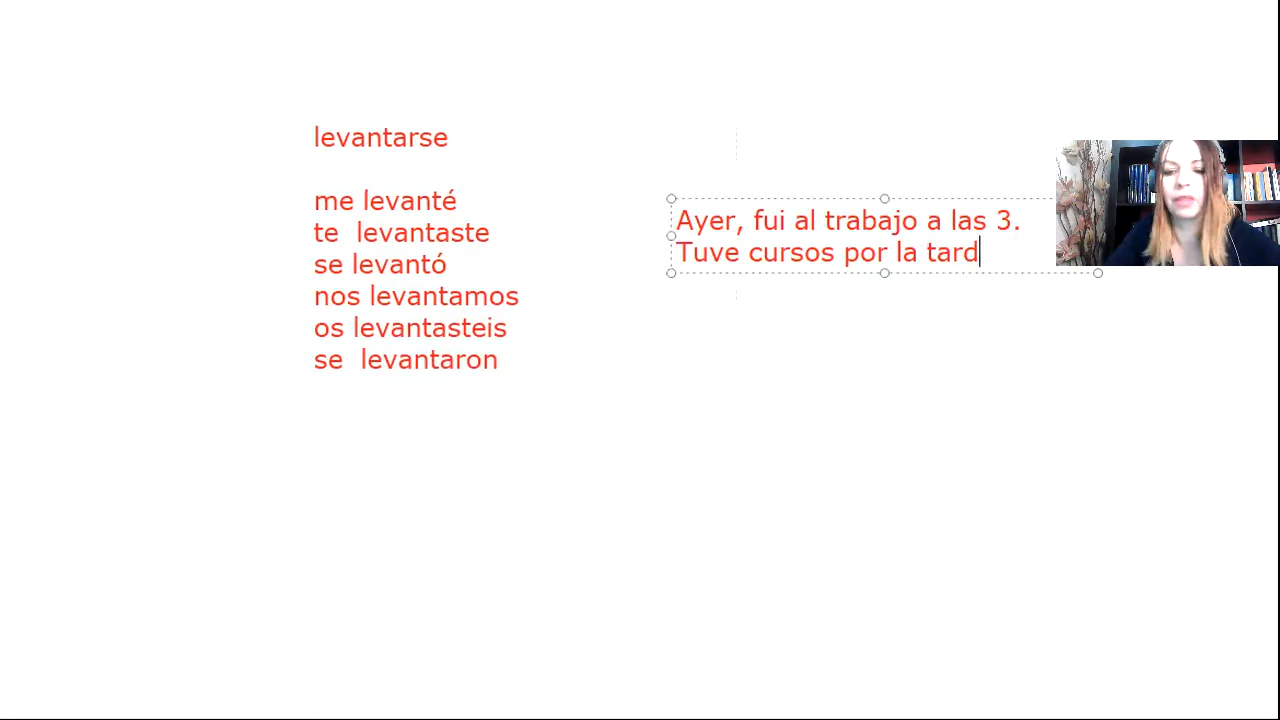 levantarse
me levanté
te levantaste
se levantó
nos levantamos
os levantasteis
se levantaron
Ayer, fui al trabajo a las 3.
Tuve cursos por la tard